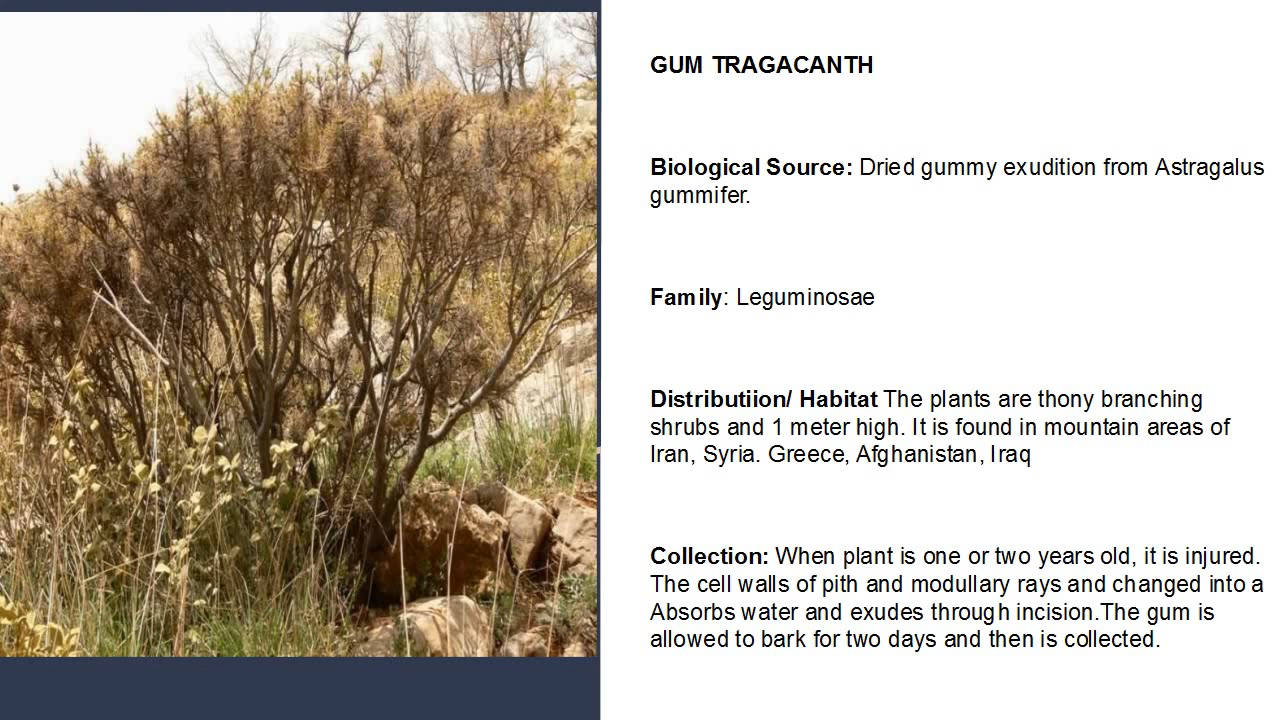 GUM TRAGACANTH
Biological Source: Dried gummy exudition from Astragalus
gummifer.
Family: Leguminosae
Distributiion/ Habitat The plants are thony branching
shrubs and 1 meter high. It is found in mountain areas of
Iran, Syria. Greece, Afghanistan, Iraq
Collection: When plant is one or two years old, it is injured.
The cell walls of pith and modullary rays and changed into a
Absorbs water and exudes through incision.The gum is
allowed to bark for two days and then is collected.